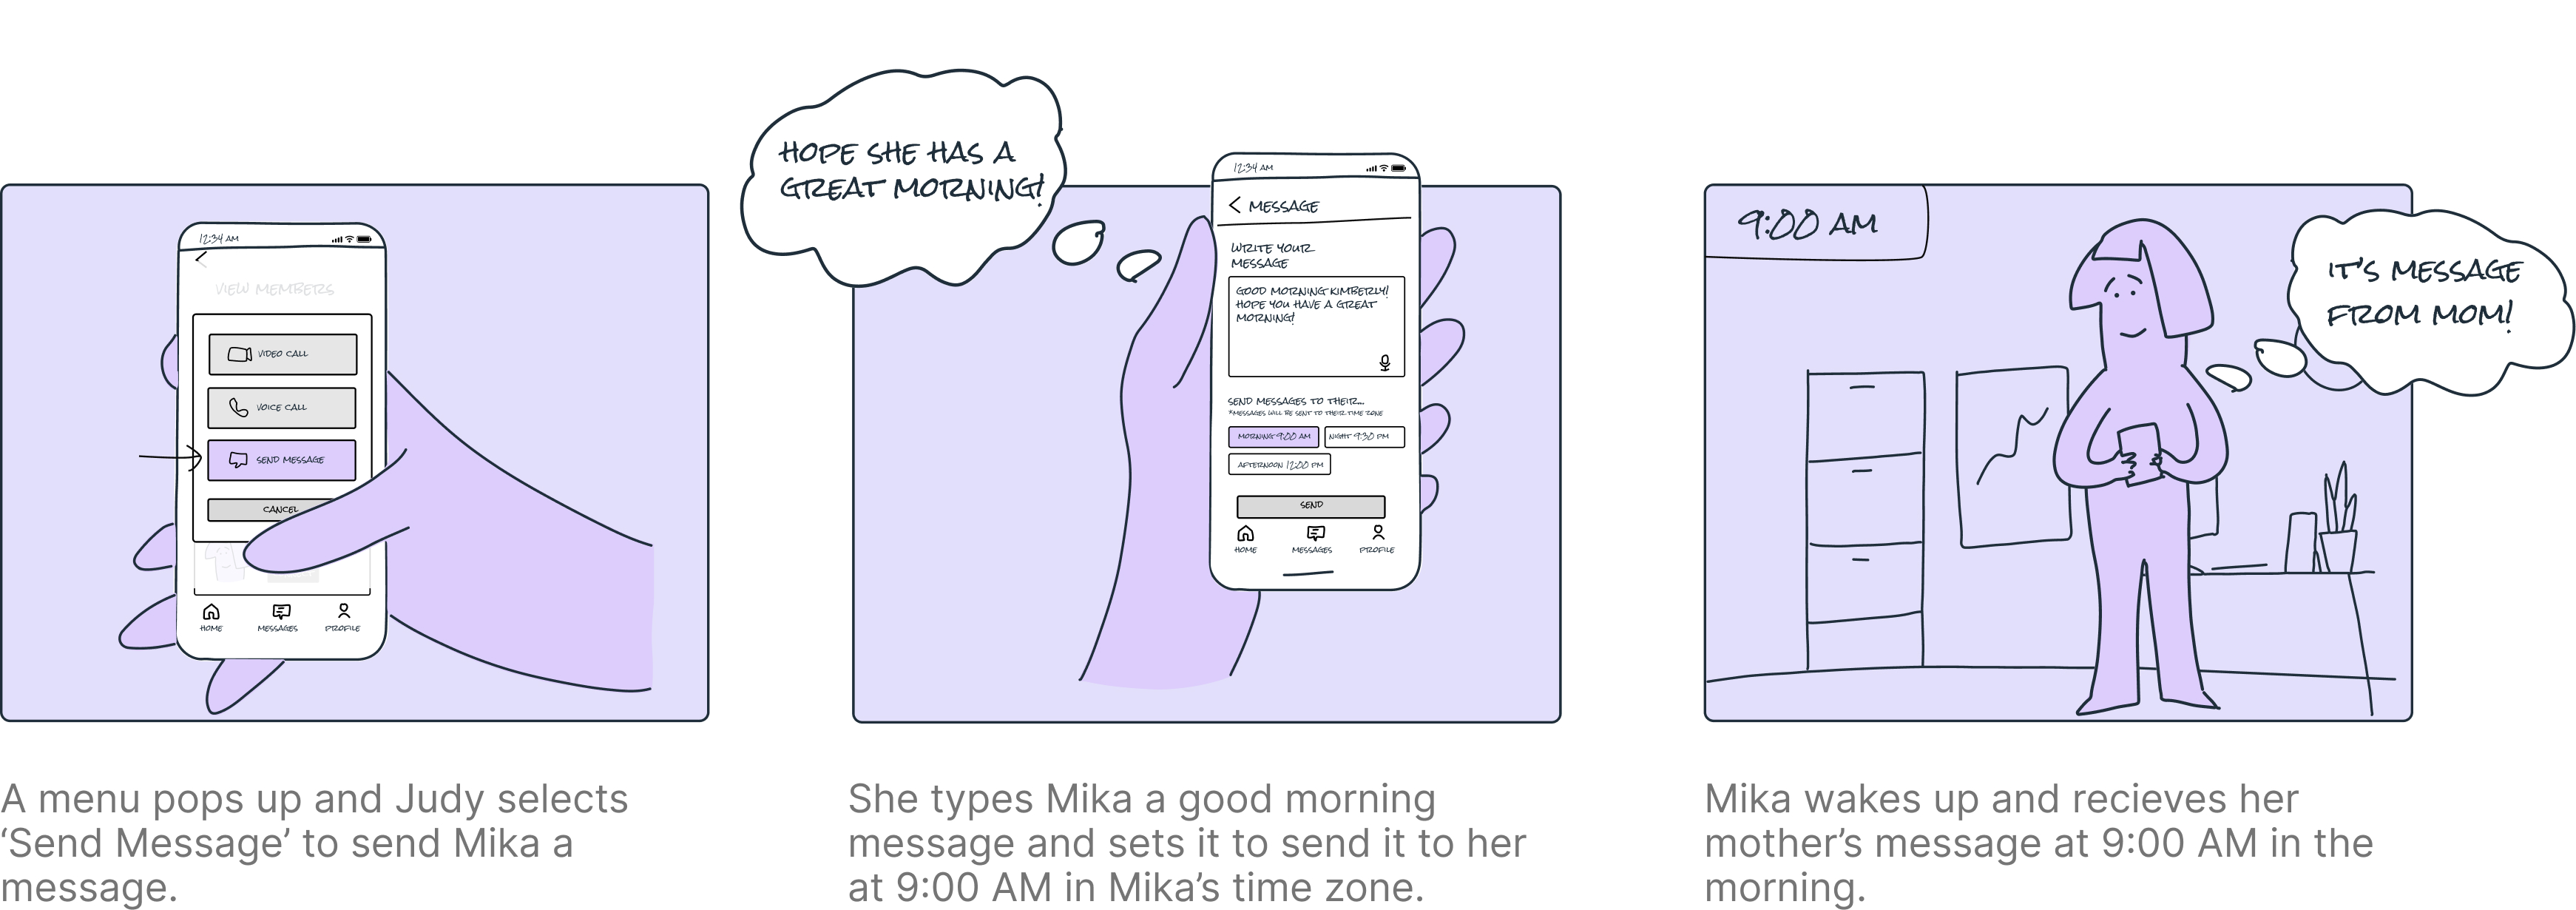 12:34 AM
VIEW MEMBERS
VIDEO CALL
VOICE CALL
SEND MESSAGE
CANCEL
HOME MESSAGES PROFILE
A menu pops up and Judy selects
‘Send Message’ to send Mika a
message.
HOPE SHE HAS A
GREAT MORNING!
12:34 AM
MESSAGE
WRITE YOUR
MESSAGE
GOOD MORNING KIMBERLY!
HOPE YOU HAVE A GREAT
MORNING!
SEND MESSAGES TO THEIR...
*MESSAGES WILL BE SENT TO THEIR TIME ZONE
MORNING 9:00 AM NIGHT 9:30 PM
AFTERNOON 12:00 PM
SEND
HOME MESSAGES PROFILE
She types Mika a good morning
message and sets it to send it to her
at 9:00 AM in Mika’s time zone.
9:00 AM
IT'S MESSAGE
FROM MOM!
Mika wakes up and recieves her
mother’s message at 9:00 AM in the
morning.